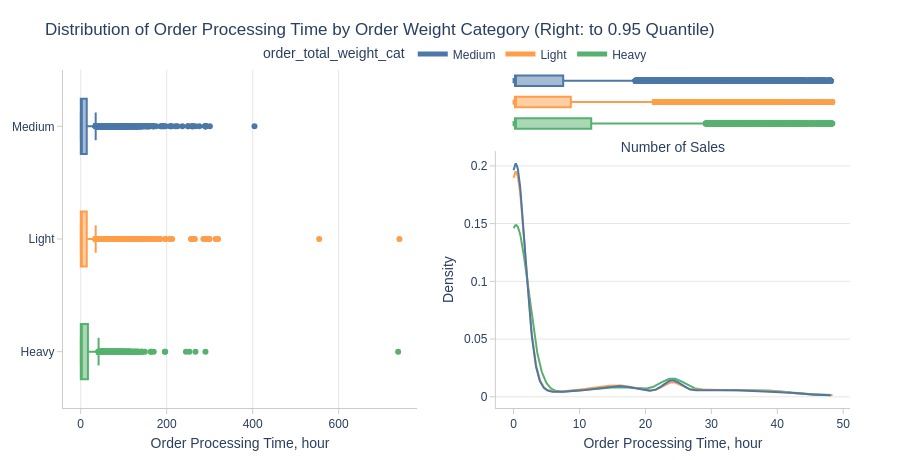 Distribution of Order Processing Time by Order Weight Category (Right: to 0.95 Quantile)
order_total_weight_cat Medium Light Heavy
Medium
Light
Heavy
0 200 400 600
Order Processing Time, hour
Number of Sales
0.2
0.15
0.1
0.05
0
Density
0 10 20 30 40 50
Order Processing Time, hour